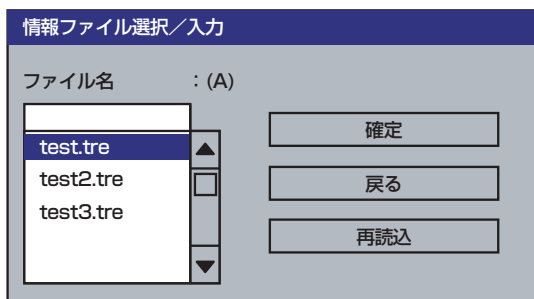 情報ファイル選択／入力
ファイル名 : (A)
test.tre
test2.tre
test3.tre
確定
戻る
再読込